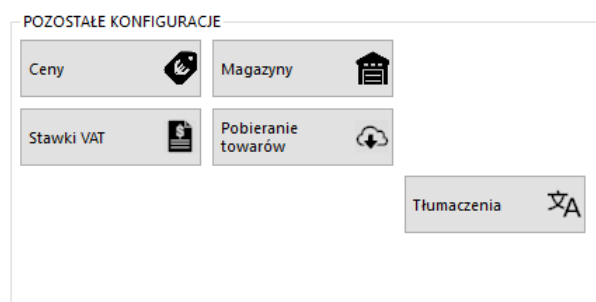 POZOSTAŁE KONFIGURACJE
Ceny
Magazyny
Stawki VAT
Pobieranie
towarów
Tłumaczenia